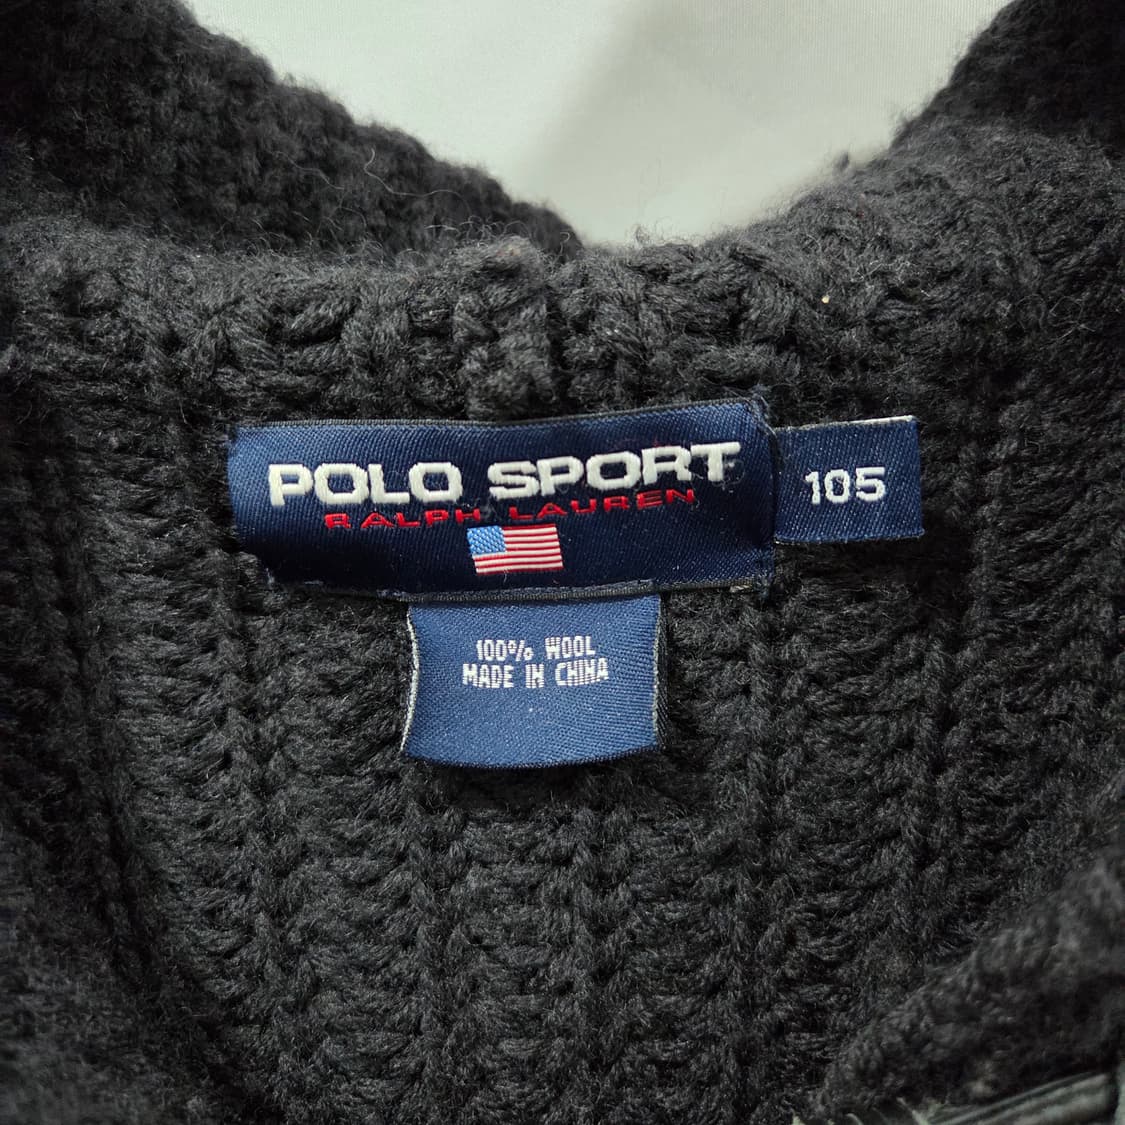 POLO SPORT
RALPH LAUREN
105
100% WOOL
MADE IN CHINA